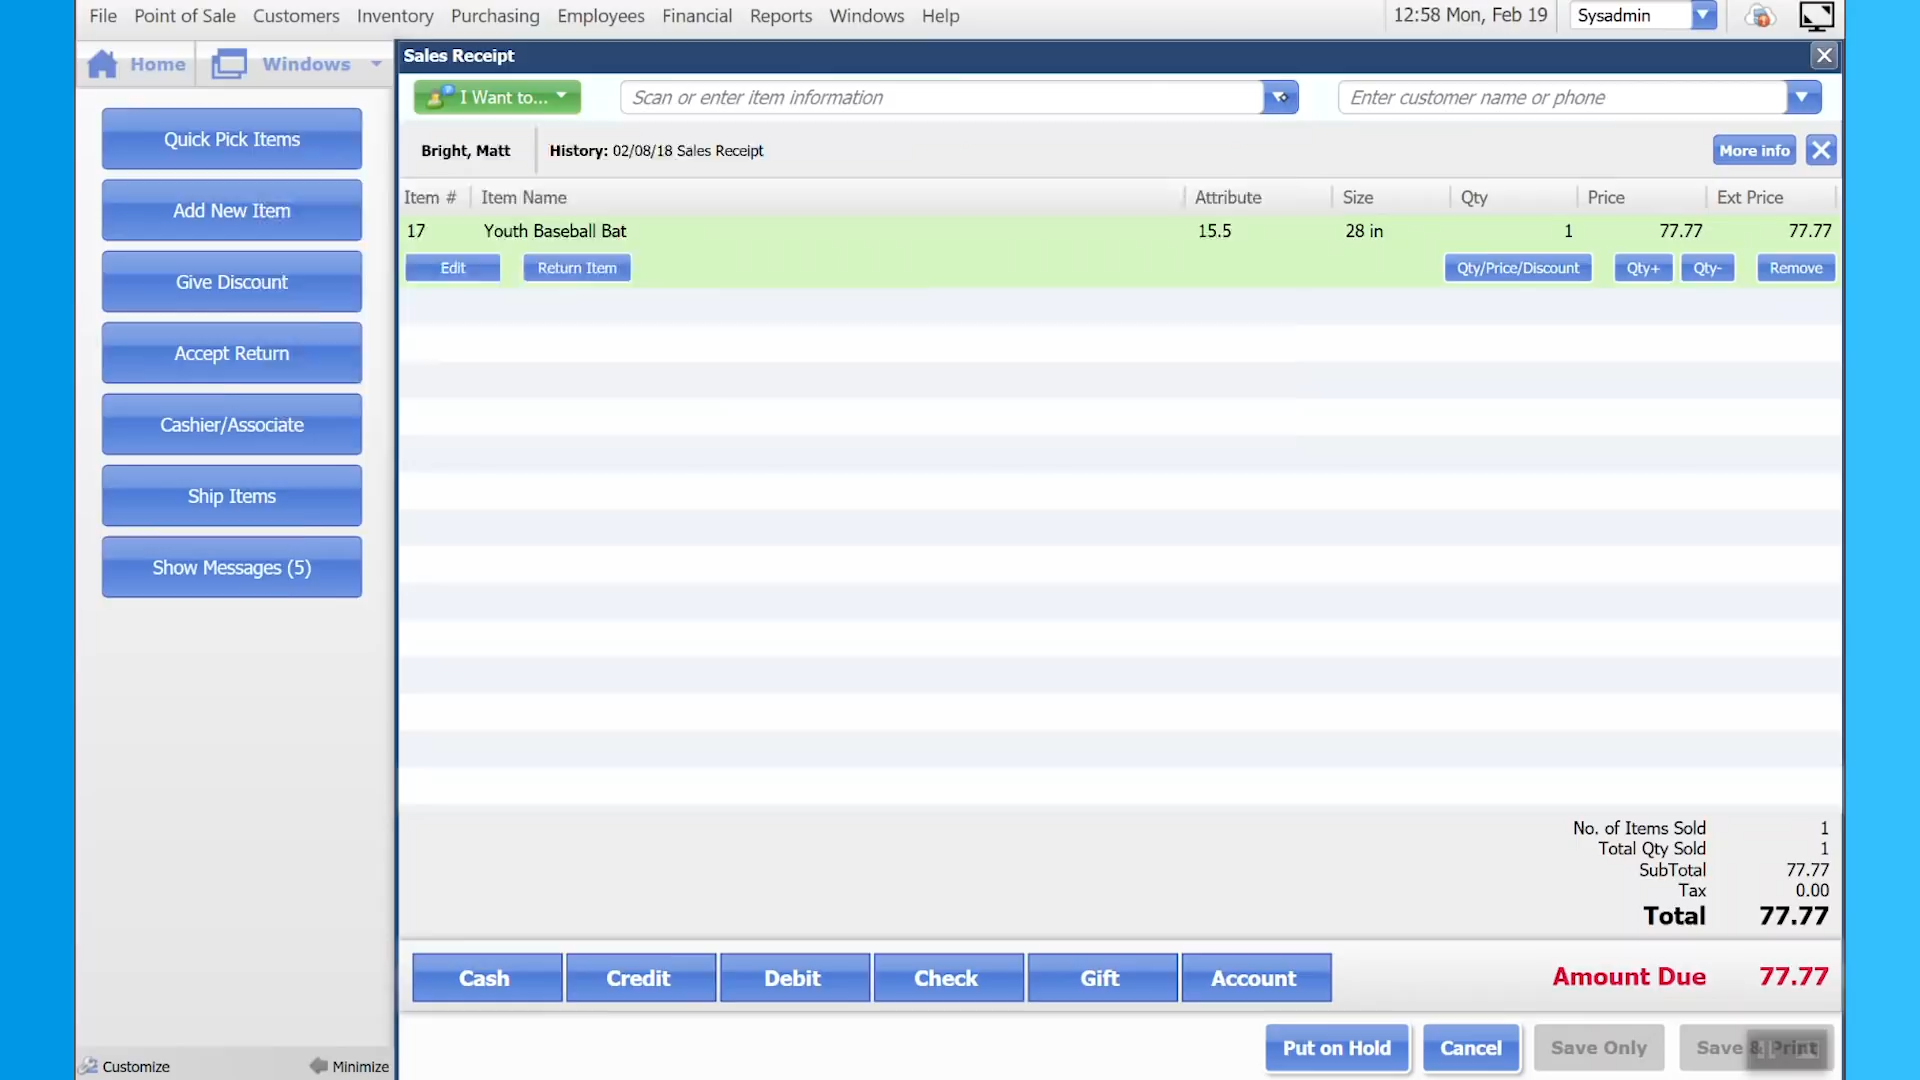 File Point of Sale Customers Inventory Purchasing Employees Financial Reports Windows Help 12:58 Mon, Feb 19 Sysadmin
Home Windows Sales Receipt
I Want to... Scan or enter item information Enter customer name or phone
Quick Pick Items
Add New Item
Give Discount
Accept Return
Cashier/Associate
Ship Items
Show Messages (5)
Bright, Matt History: 02/08/18 Sales Receipt More info
Item # Item Name Attribute Size Qty Price Ext Price
17 Youth Baseball Bat 15.5 28 in 1 77.77 77.77
Edit Return Item Qty/Price/Discount Qty+ Qty- Remove
No. of Items Sold 1
Total Qty Sold 1
SubTotal 77.77
Tax 0.00
Total 77.77
Cash Credit Debit Check Gift Account Amount Due 77.77
Put on Hold Cancel Save Only Save & Print
Customize Minimize